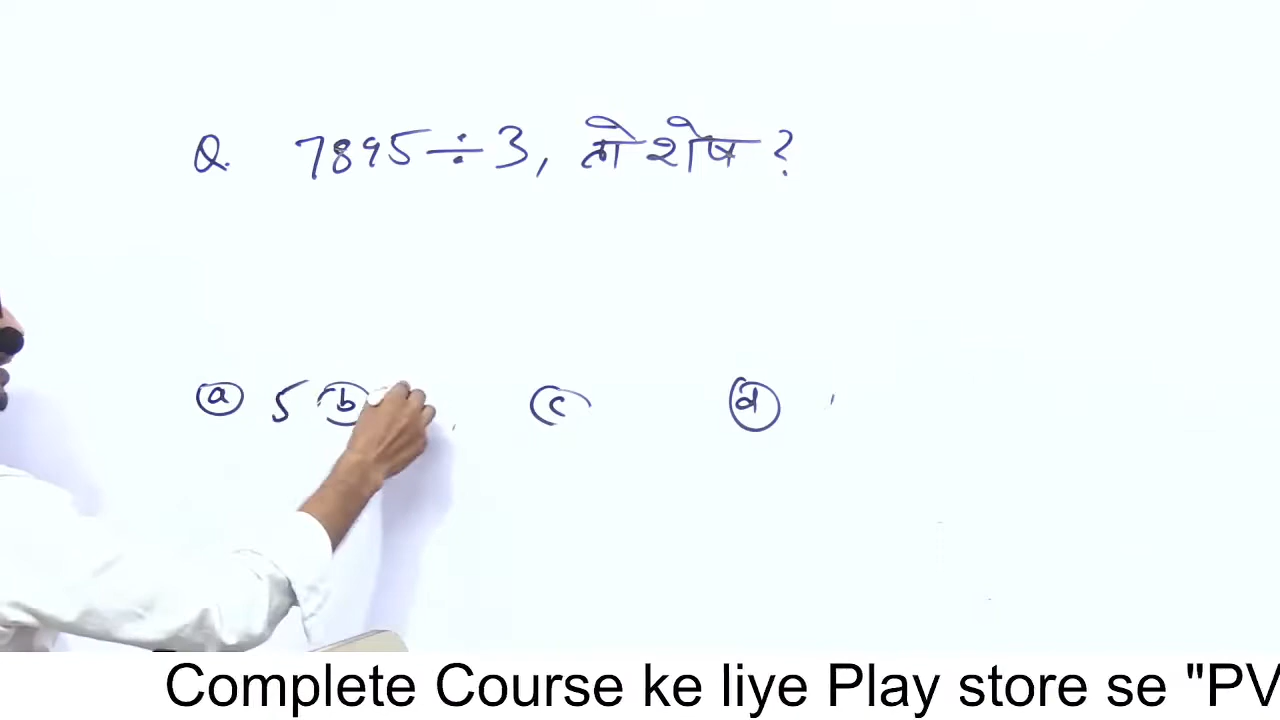 Q. 7895 ÷ 3, तो शेष ?
(a) 5 (b) (c) (d)
Complete Course ke liye Play store se "PV